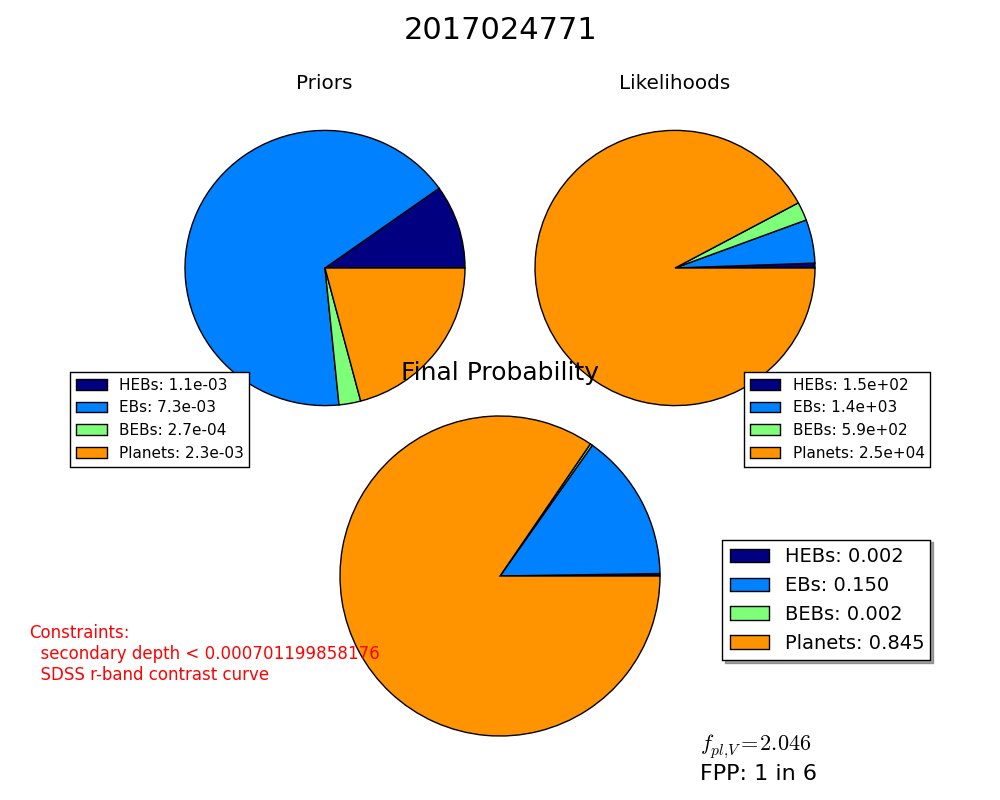 2017024771
Priors
Likelihoods
HEBs: 1.1e-03
EBs: 7.3e-03
BEBs: 2.7e-04
Planets: 2.3e-03
HEBs: 1.5e+02
EBs: 1.4e+03
BEBs: 5.9e+02
Planets: 2.5e+04
Final Probability
HEBs: 0.002
EBs: 0.150
BEBs: 0.002
Planets: 0.845
Constraints:
secondary depth < 0.000701199858176
SDSS r-band contrast curve
f_{pl,V} = 2.046
FPP: 1 in 6